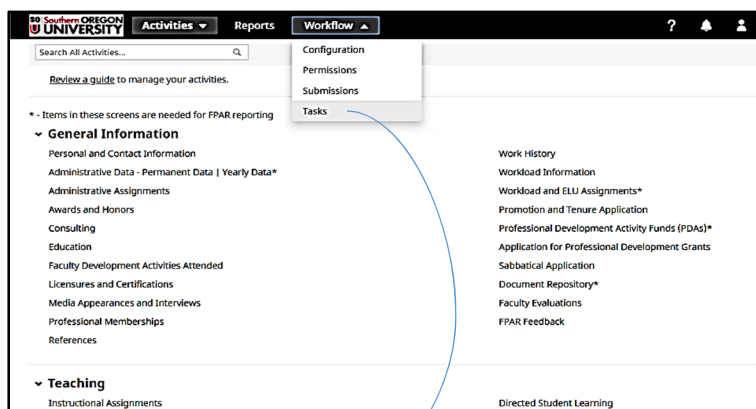 SO Southern OREGON
U UNIVERSITY
Activities Reports Workflow ?
Search All Activities...
Configuration
Permissions
Submissions
Tasks
Review a guide to manage your activities.
* - Items in these screens are needed for FPAR reporting
General Information
Personal and Contact Information
Administrative Data - Permanent Data | Yearly Data*
Administrative Assignments
Awards and Honors
Consulting
Education
Faculty Development Activities Attended
Licensures and Certifications
Media Appearances and Interviews
Professional Memberships
References
Work History
Workload Information
Workload and ELU Assignments*
Promotion and Tenure Application
Professional Development Activity Funds (PDAs)*
Application for Professional Development Grants
Sabbatical Application
Document Repository*
Faculty Evaluations
FPAR Feedback
Teaching
Instructional Assignments
Directed Student Learning